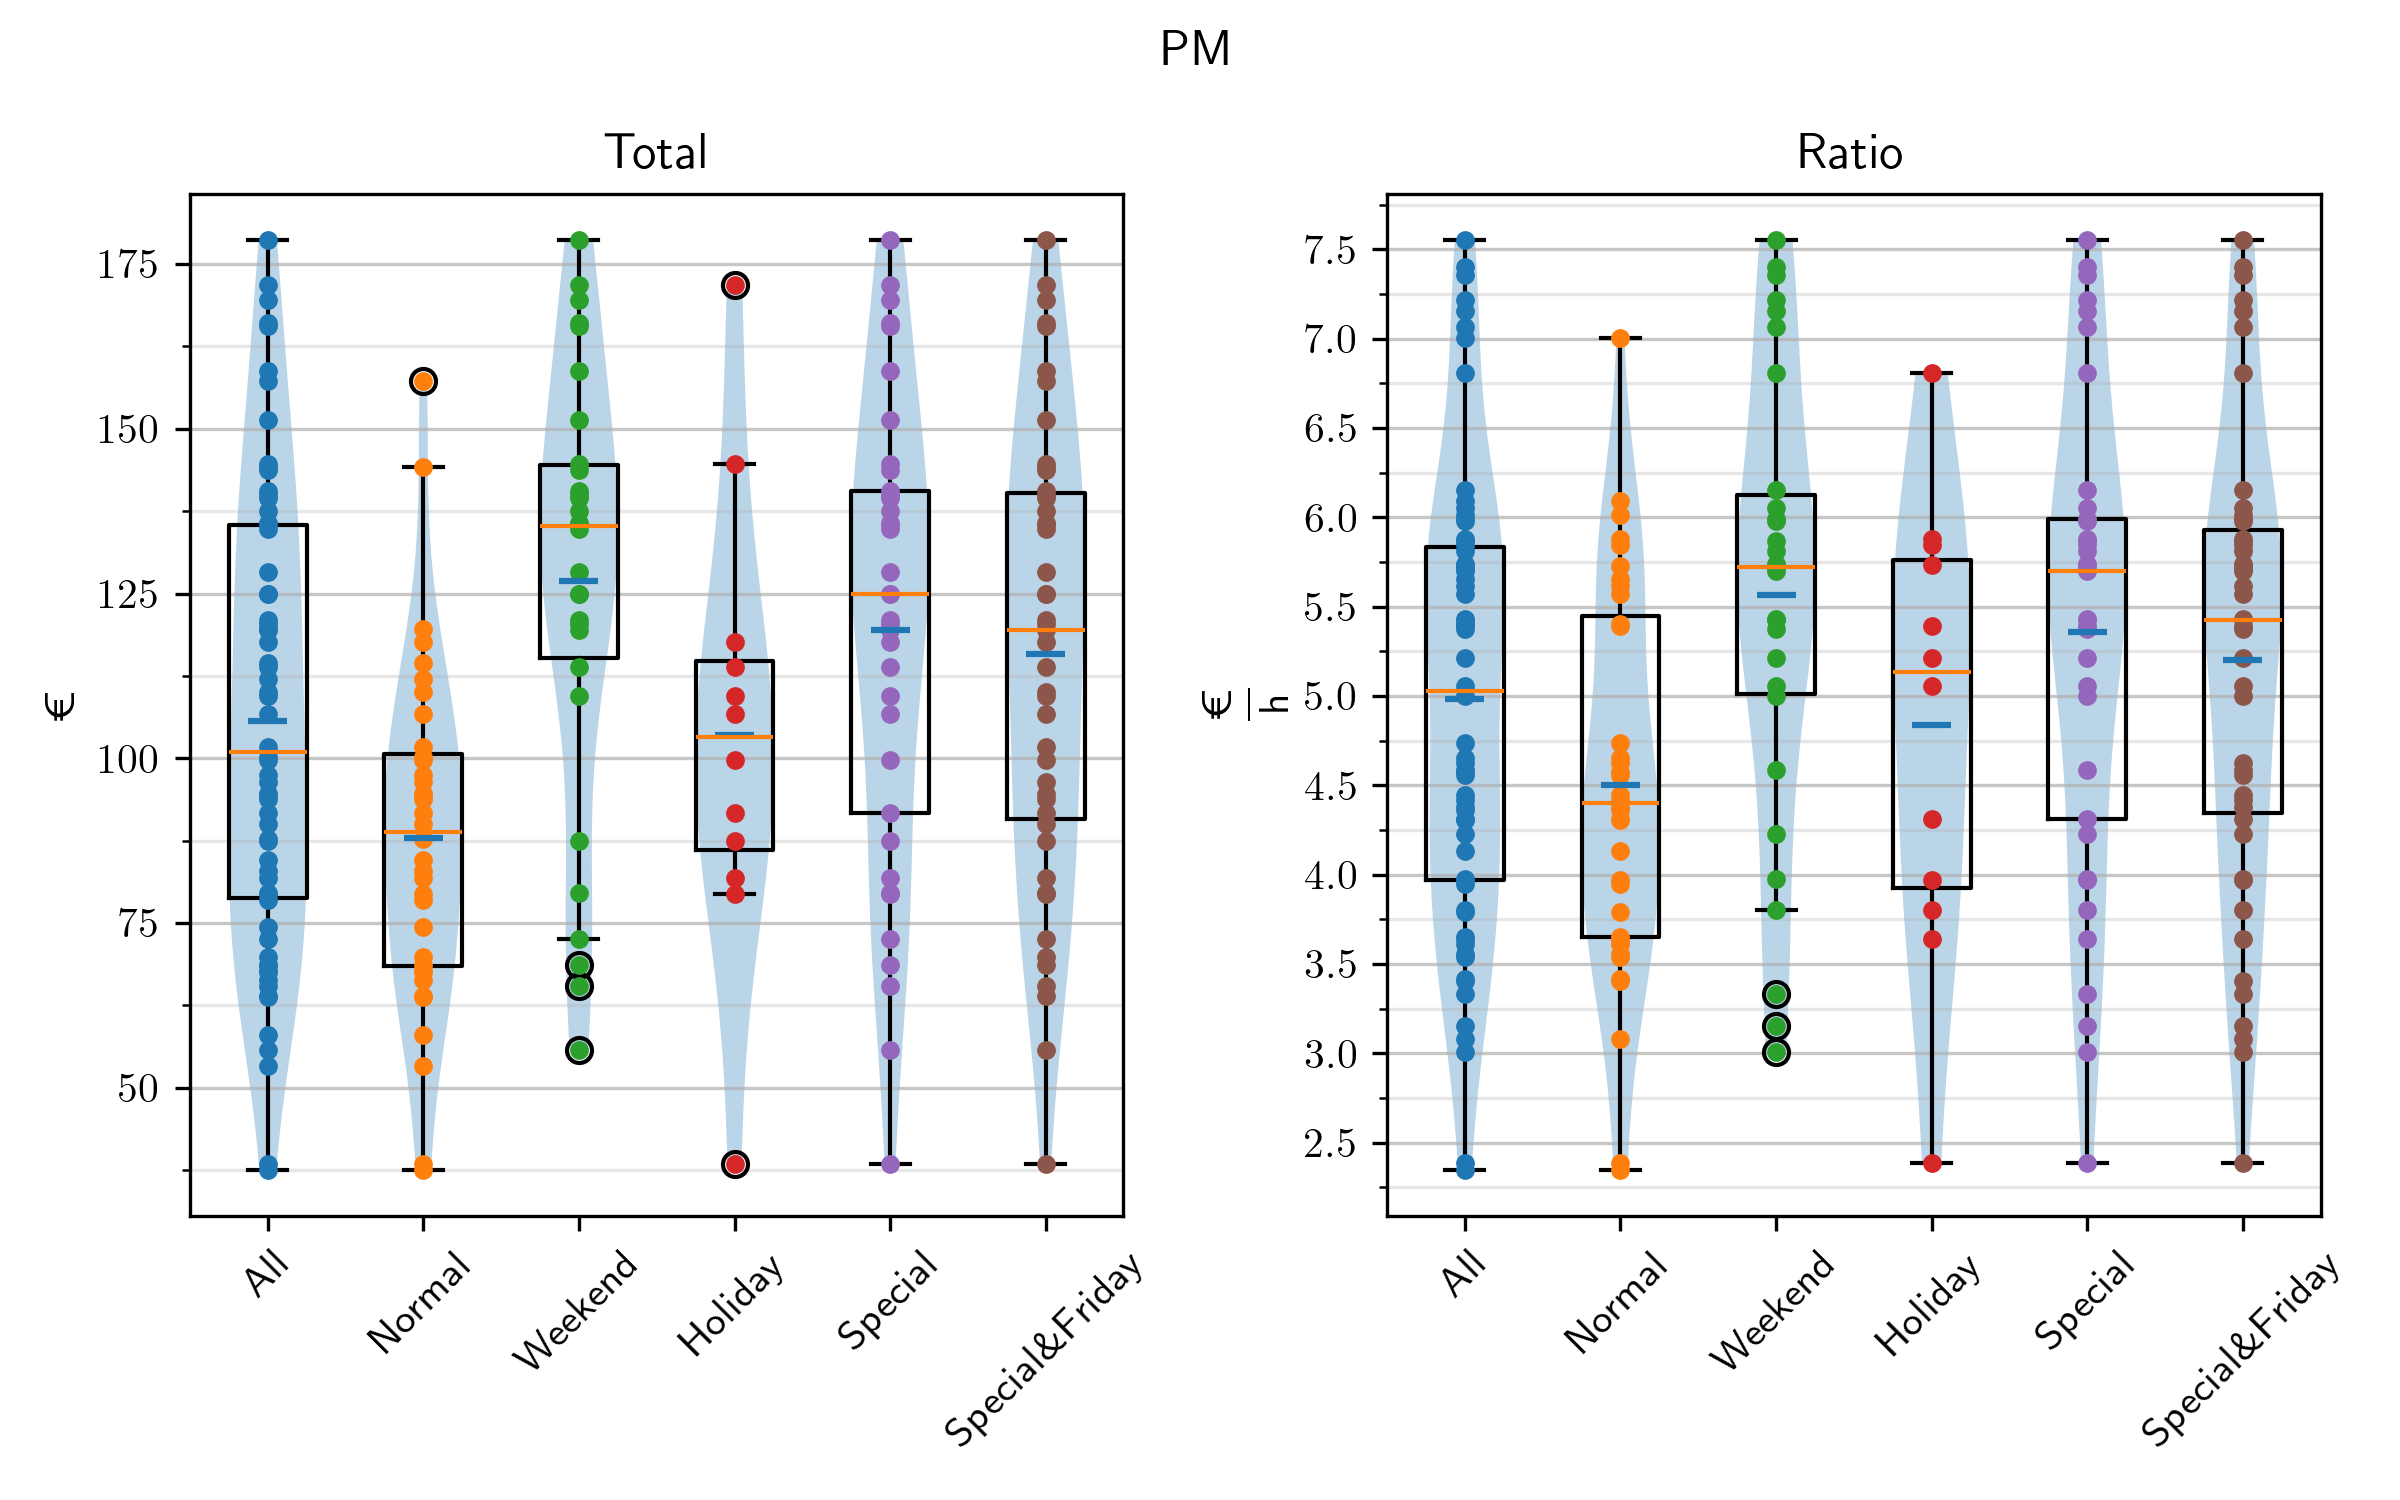 PM
Total
€
175
150
125
100
75
50
All
Normal
Weekend
Holiday
Special
Special&Friday
Ratio
€
h
7.5
7.0
6.5
6.0
5.5
5.0
4.5
4.0
3.5
3.0
2.5
All
Normal
Weekend
Holiday
Special
Special&Friday